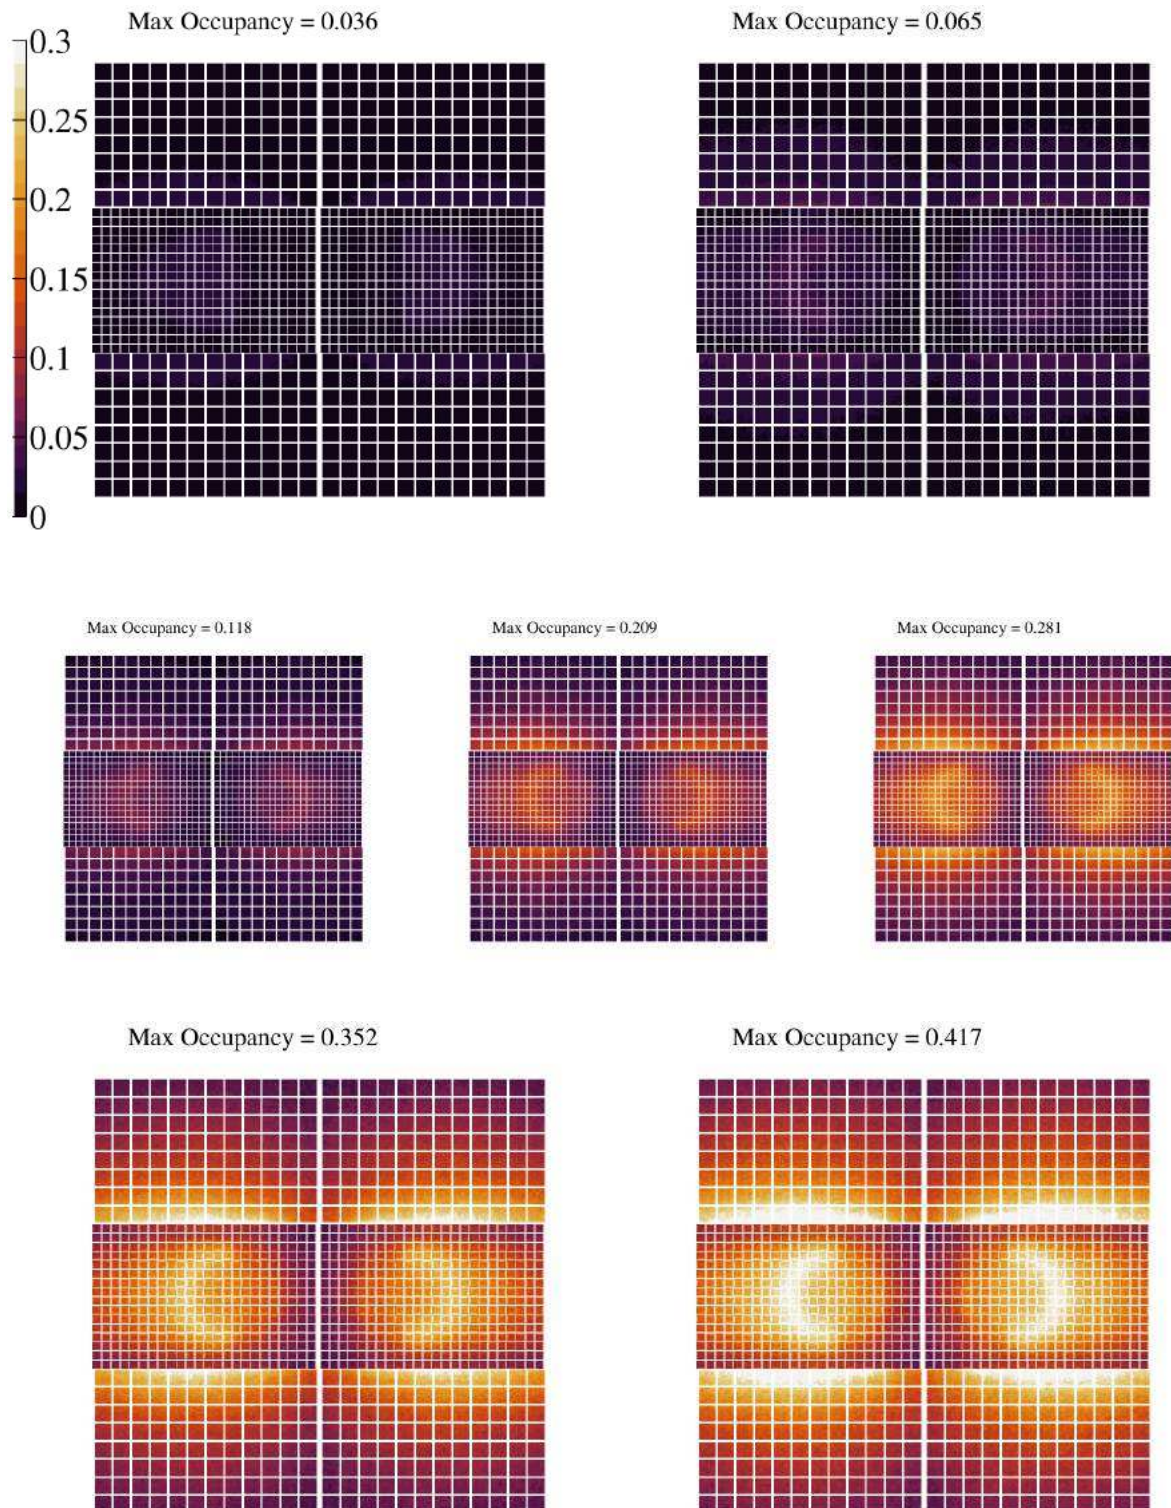 Max Occupancy = 0.036
Max Occupancy = 0.065
0.3
0.25
0.2
0.15
0.1
0.05
0
Max Occupancy = 0.118
Max Occupancy = 0.209
Max Occupancy = 0.281
Max Occupancy = 0.352
Max Occupancy = 0.417